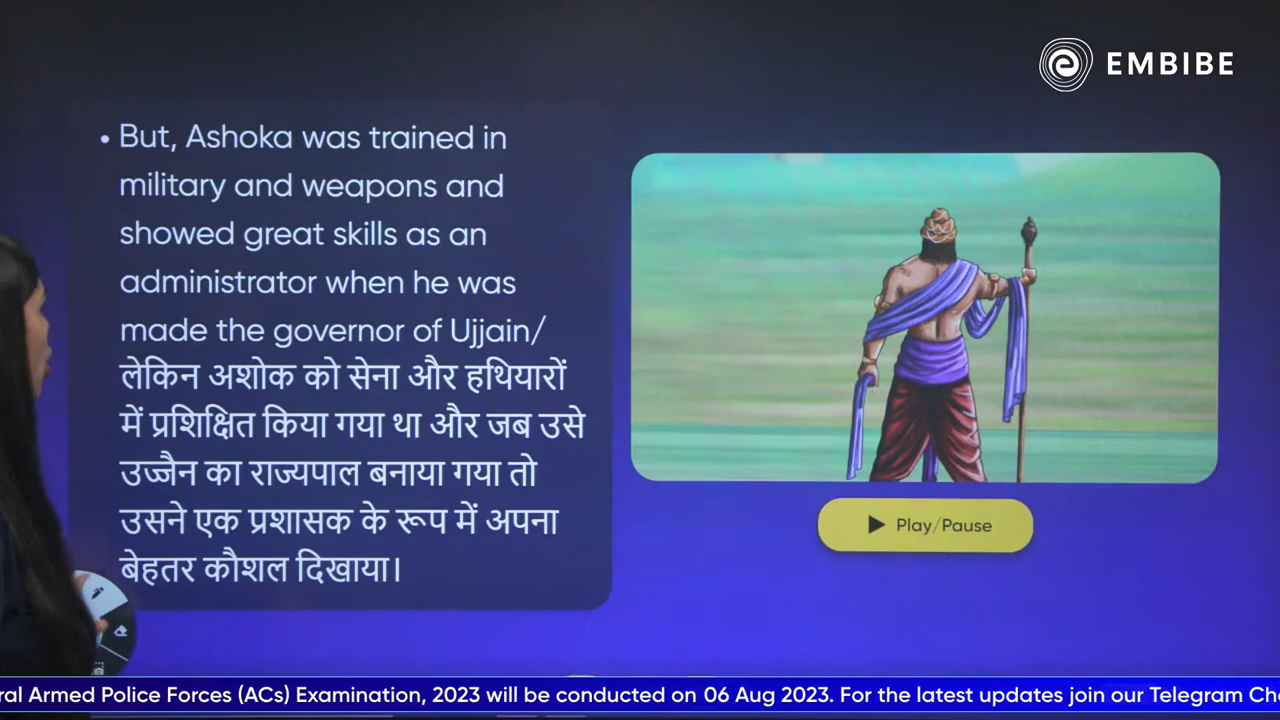 EMBIBE
• But, Ashoka was trained in
military and weapons and
showed great skills as an
administrator when he was
made the governor of Ujjain/
लेकिन अशोक को सेना और हथियारों
में प्रशिक्षित किया गया था और जब उसे
उज्जैन का राज्यपाल बनाया गया तो
उसने एक प्रशासक के रूप में अपना
बेहतर कौशल दिखाया।
Play/Pause
Armed Police Forces (ACs) Examination, 2023 will be conducted on 06 Aug 2023. For the latest updates join our Telegram